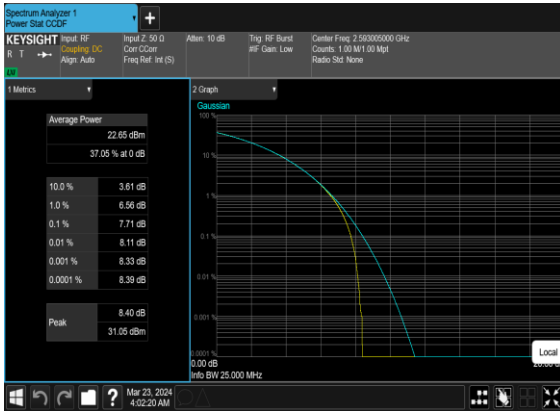 Spectrum Analyzer 1
Power Stat CCDF
KEYSIGHT
R T
LXI
Input: RF
Coupling: DC
Align: Auto
Input Z: 50 Ω
Corr CCorr
Freq Ref: Int (S)
Atten: 10 dB
Trig: RF Burst
#IF Gain: Low
Center Freq: 2.593005000 GHz
Counts: 1.00 M/1.00 Mpt
Radio Std: None
1 Metrics
Average Power
22.65 dBm
37.05 % at 0 dB
10.0 % 3.61 dB
1.0 % 6.56 dB
0.1 % 7.71 dB
0.01 % 8.11 dB
0.001 % 8.33 dB
0.0001 % 8.39 dB
Peak
8.40 dB
31.05 dBm
2 Graph
Gaussian
100 %
10 %
1 %
0.1 %
0.01 %
0.001 %
0.0001 %
0.00 dB
Info BW 25.000 MHz
Local
?
Mar 23, 2024
4:02:20 AM